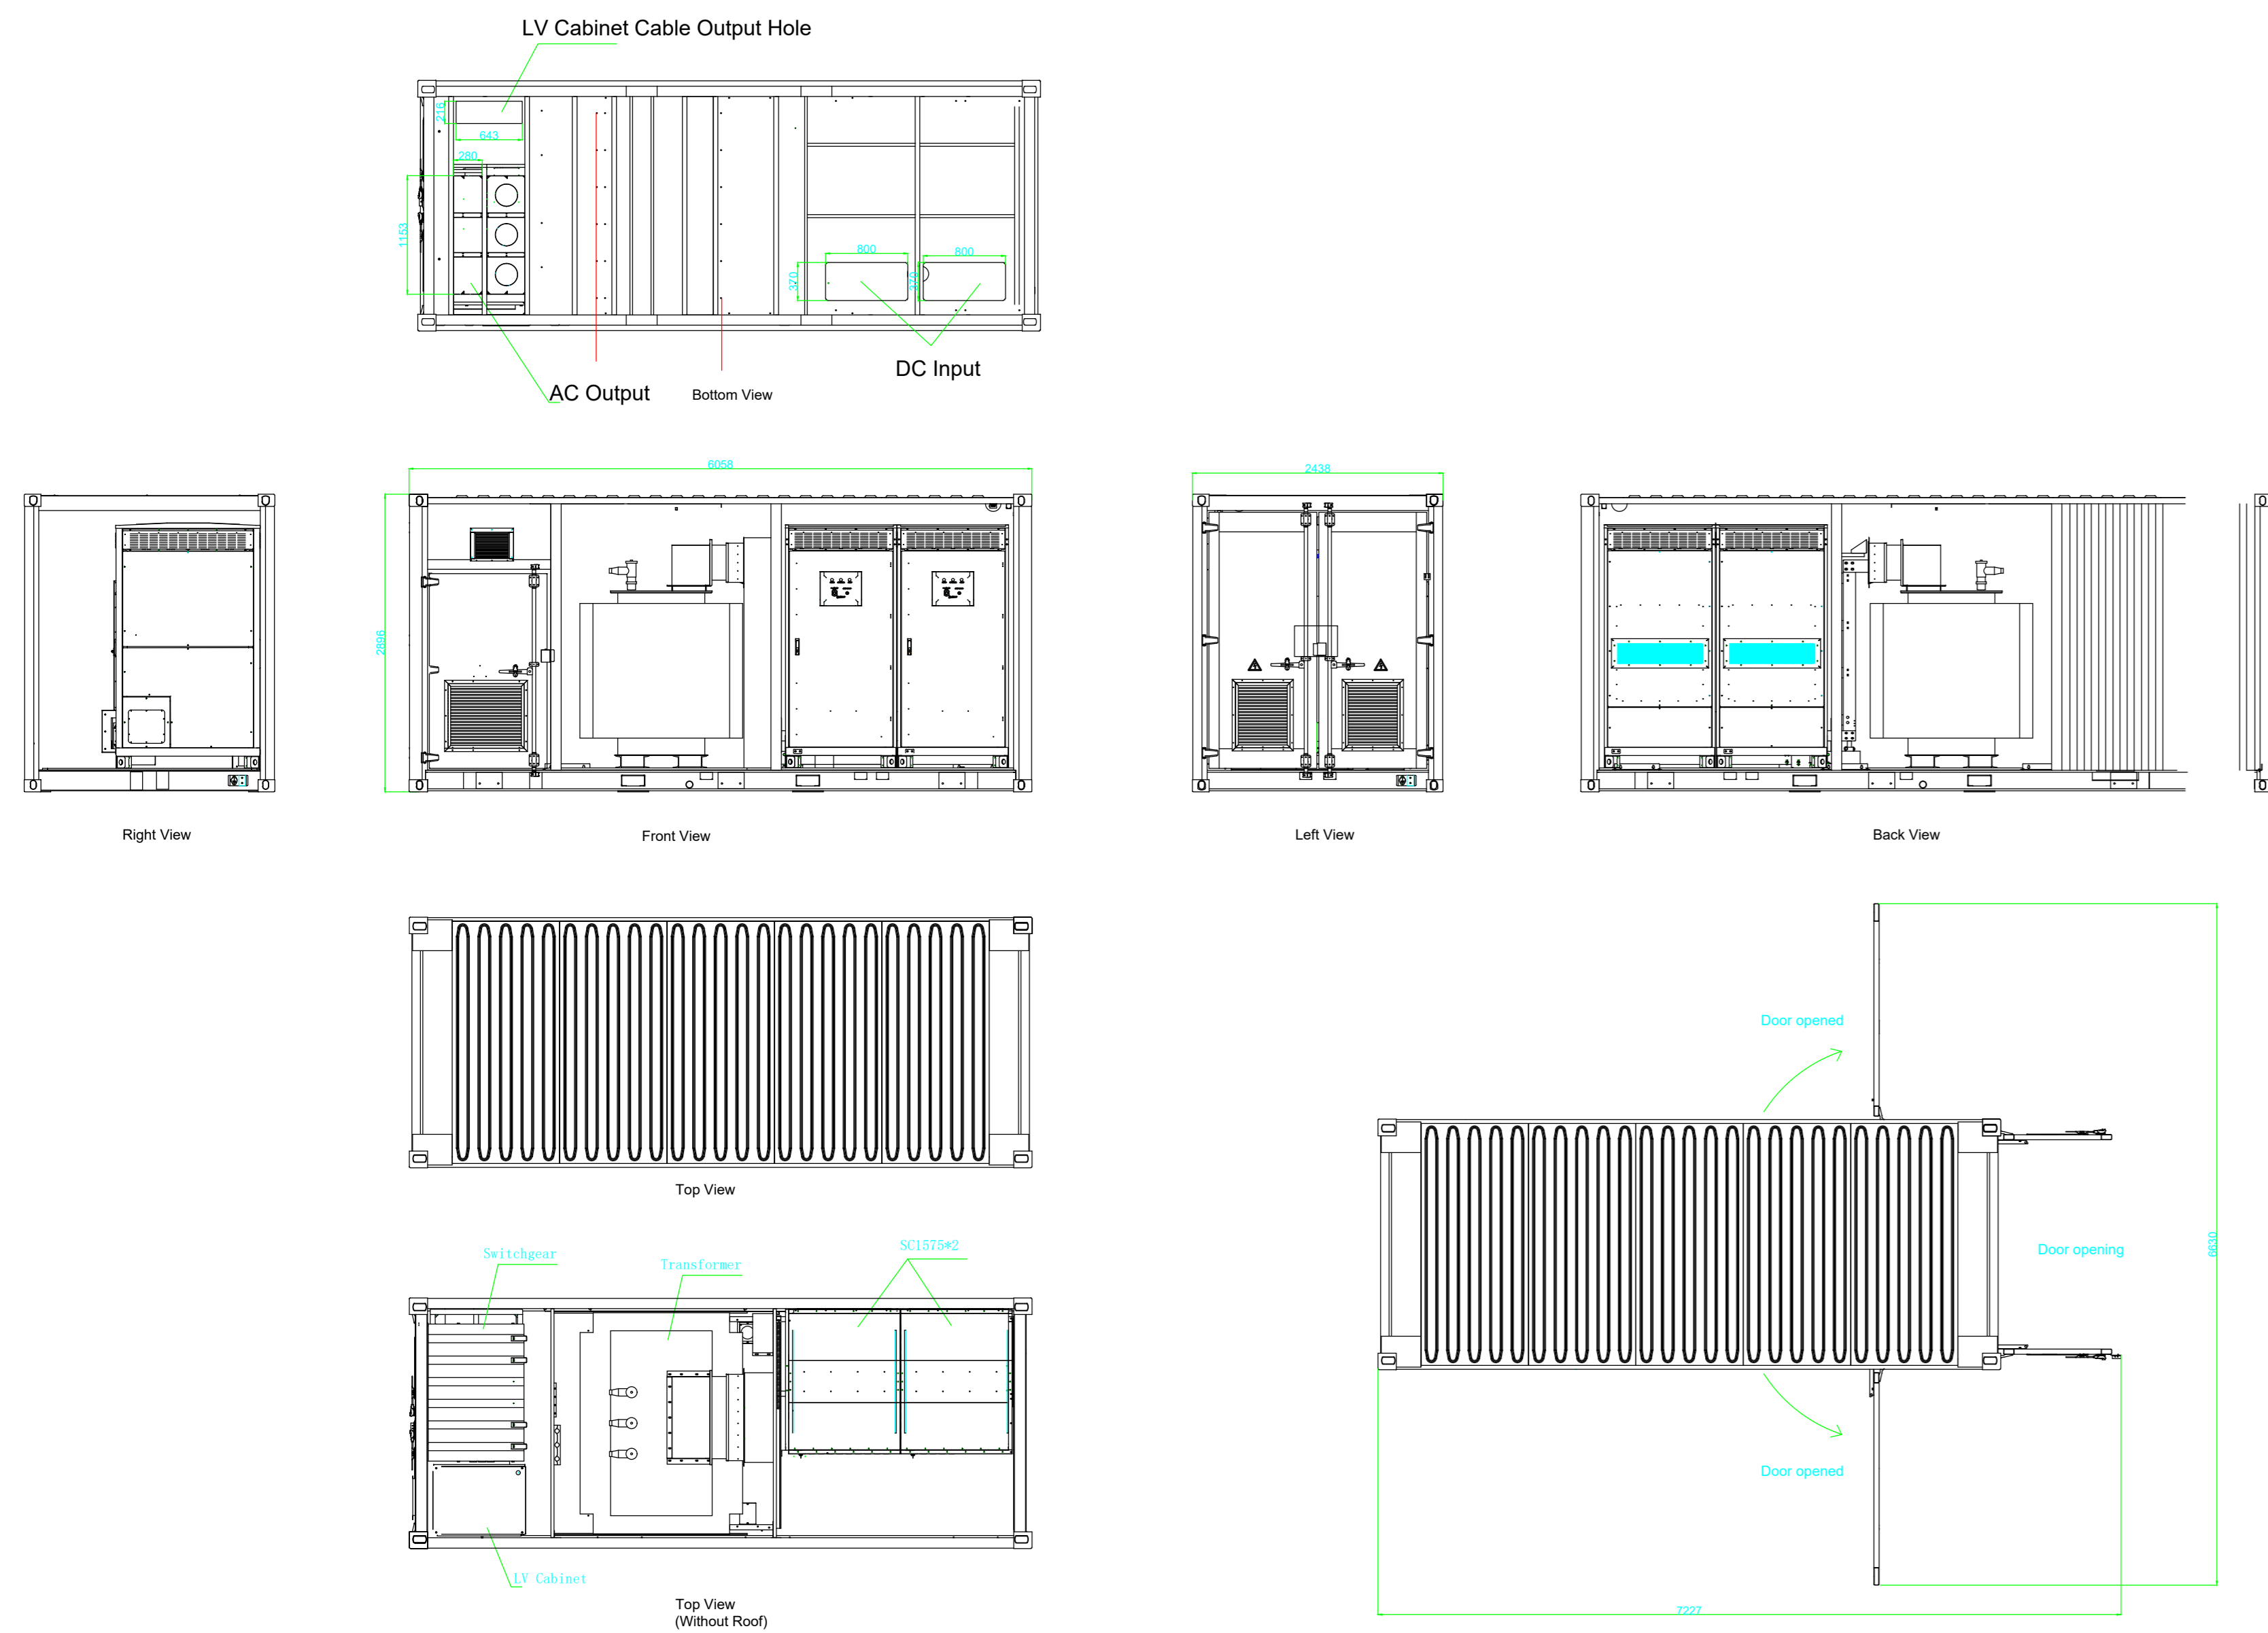 LV Cabinet Cable Output Hole
216
643
280
1153
800
800
370
370
DC Input
AC Output
Bottom View
6058
2438
2896
Right View
Front View
Left View
Back View
Door opened
Top View
Door opening
6630
Switchgear
Transformer
SC1575*2
Door opened
LV Cabinet
Top View
(Without Roof)
7227